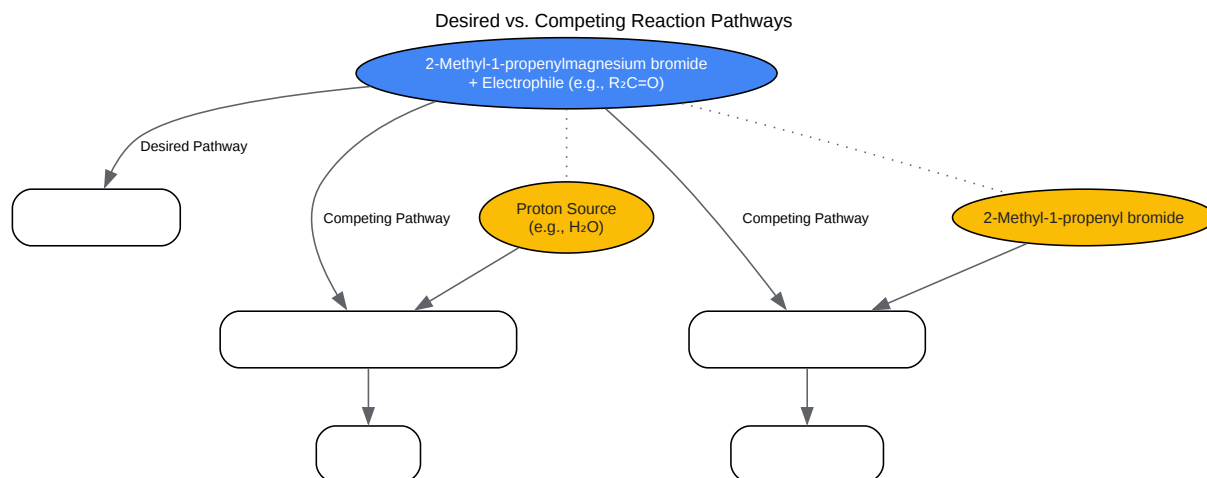 Desired vs. Competing Reaction Pathways
2-Methyl-1-propenylmagnesium bromide
+ Electrophile (e.g., R₂C=O)
Desired Pathway
Competing Pathway
Proton Source
(e.g., H₂O)
Competing Pathway
2-Methyl-1-propenyl bromide